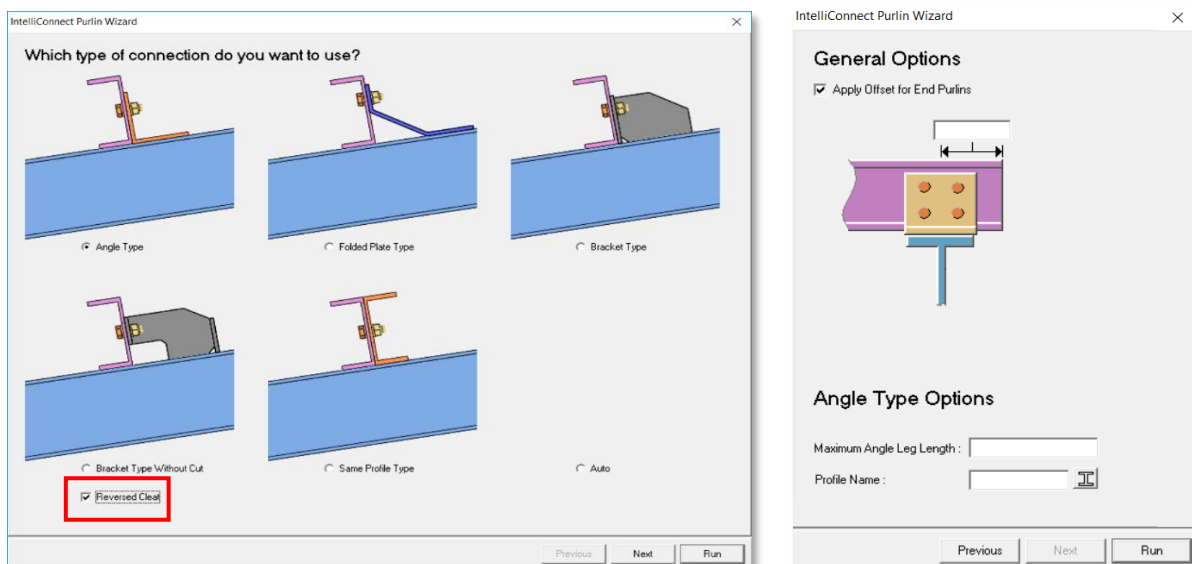 IntelliConnect Purlin Wizard
Which type of connection do you want to use?
Angle Type
Folded Plate Type
Bracket Type
Bracket Type Without Cut
Same Profile Type
Auto
Reversed Cleat
Previous
Next
Run
IntelliConnect Purlin Wizard
General Options
Apply Offset for End Purlins
Angle Type Options
Maximum Angle Leg Length :
Profile Name :
Previous
Next
Run